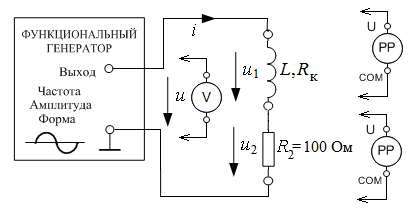 ФУНКЦИОНАЛЬНЫЙ
ГЕНЕРАТОР
Выход
Частота
Амплитуда
Форма
i
u
V
u1
L,Rк
u2
R2=100 Ом
U
PP
COM
U
PP
COM